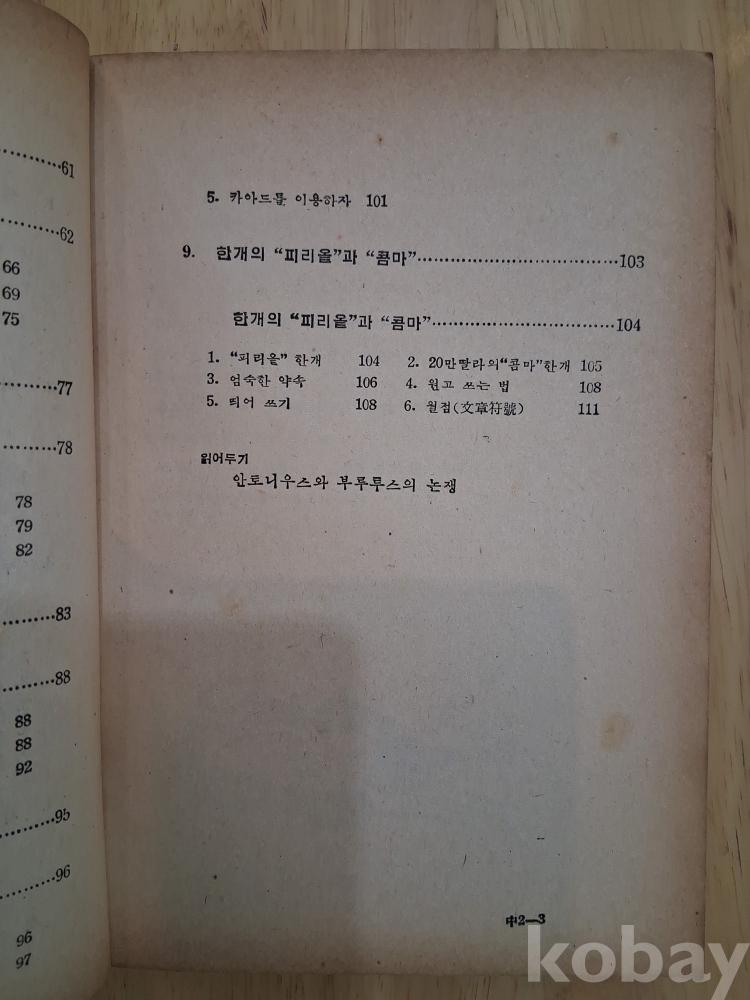 61
62
66
69
75
77
78
78
79
82
83
88
88
88
92
95
96
96
97
5. 카아드를 이용하자 101
9. 한개의 “피리올”과 “콤마”……………………………103
한개의 “피리올”과 “콤마”……………………………104
1. “피리올” 한개 104 2. 20만딸라의“콤마”한개 105
3. 엄숙한 약속 106 4. 원고 쓰는 법 108
5. 띄어 쓰기 108 6. 월점(文章符號) 111
읽어두기
안토니우스와 부루투스의 논쟁
中2—3
kobay